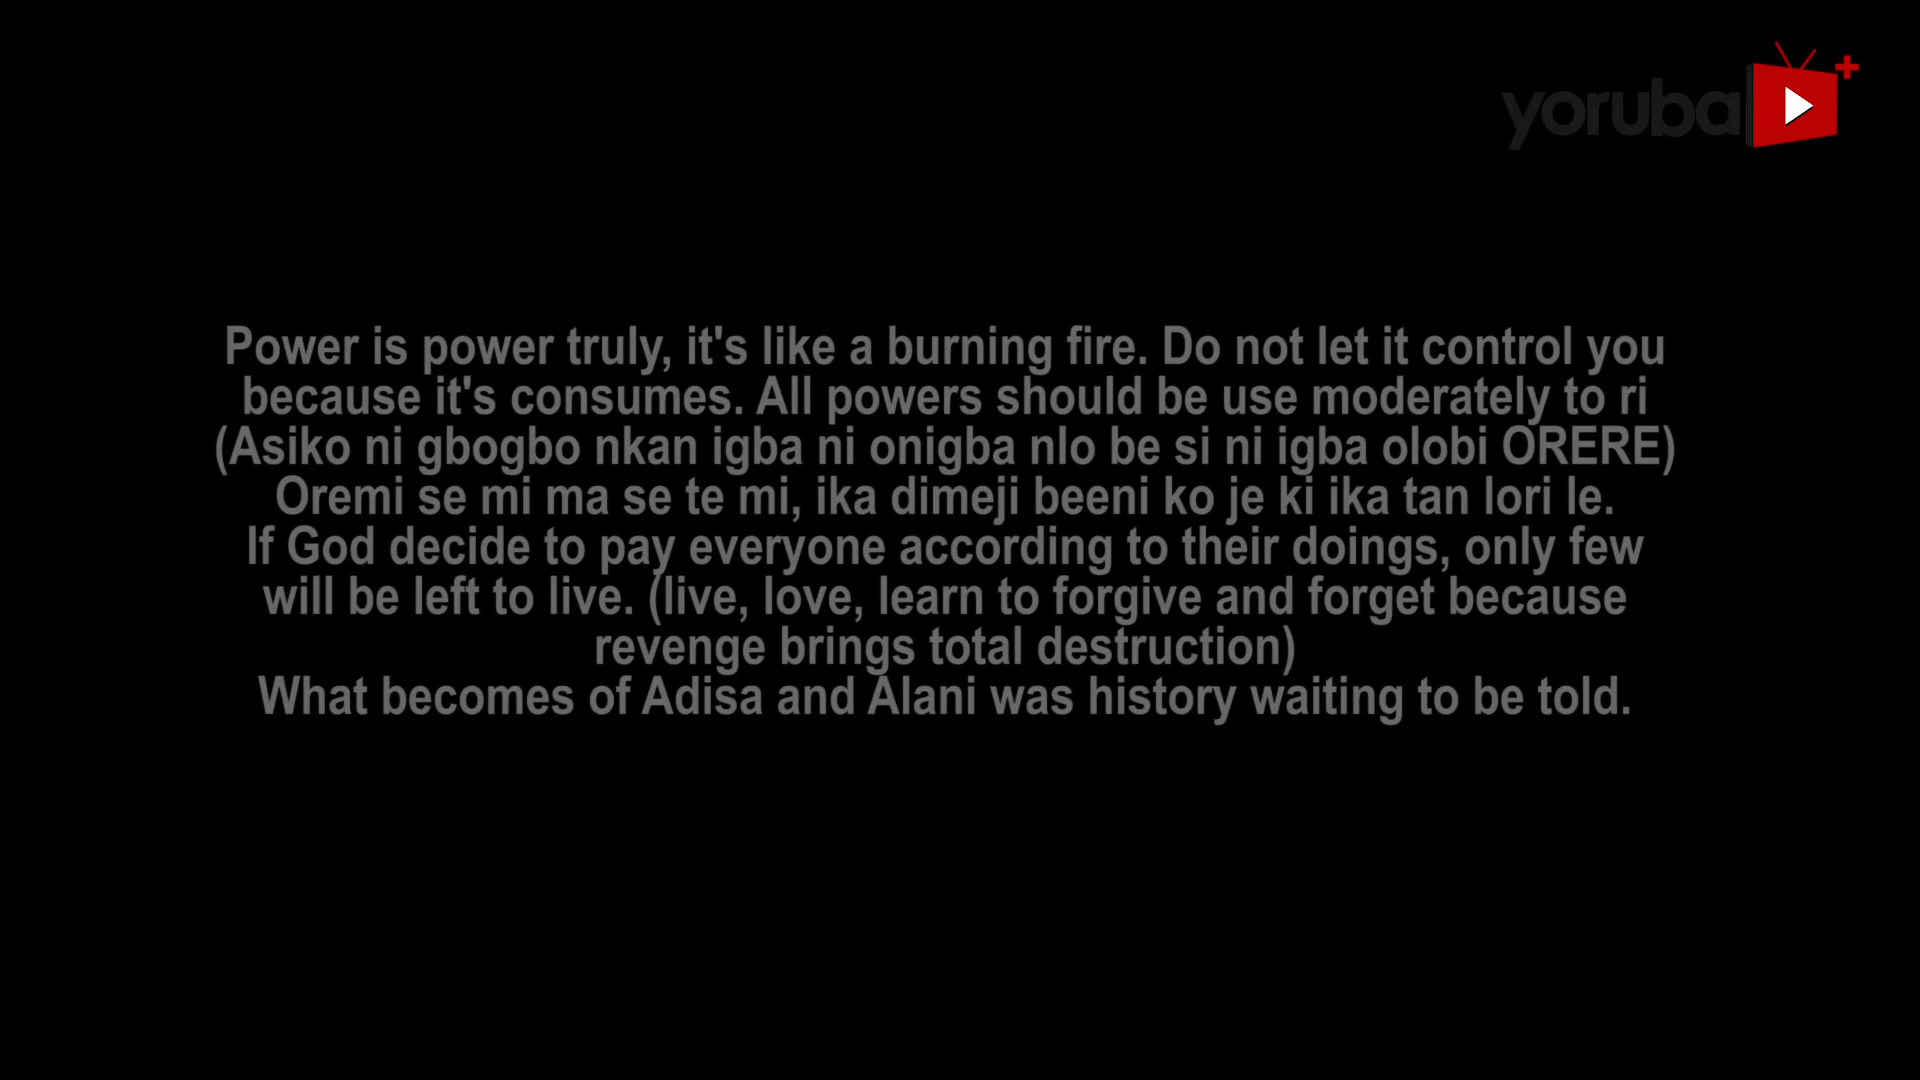 yoruba
Power is power truly, it's like a burning fire. Do not let it control you
because it's consumes. All powers should be use moderately to ri
(Asiko ni gbogbo nkan igba ni onigba nlo be si ni igba olobi ORERE)
Oremi se mi ma se te mi, ika dimeji beeni ko je ki ika tan lori le.
If God decide to pay everyone according to their doings, only few
will be left to live. (live, love, learn to forgive and forget because
revenge brings total destruction)
What becomes of Adisa and Alani was history waiting to be told.